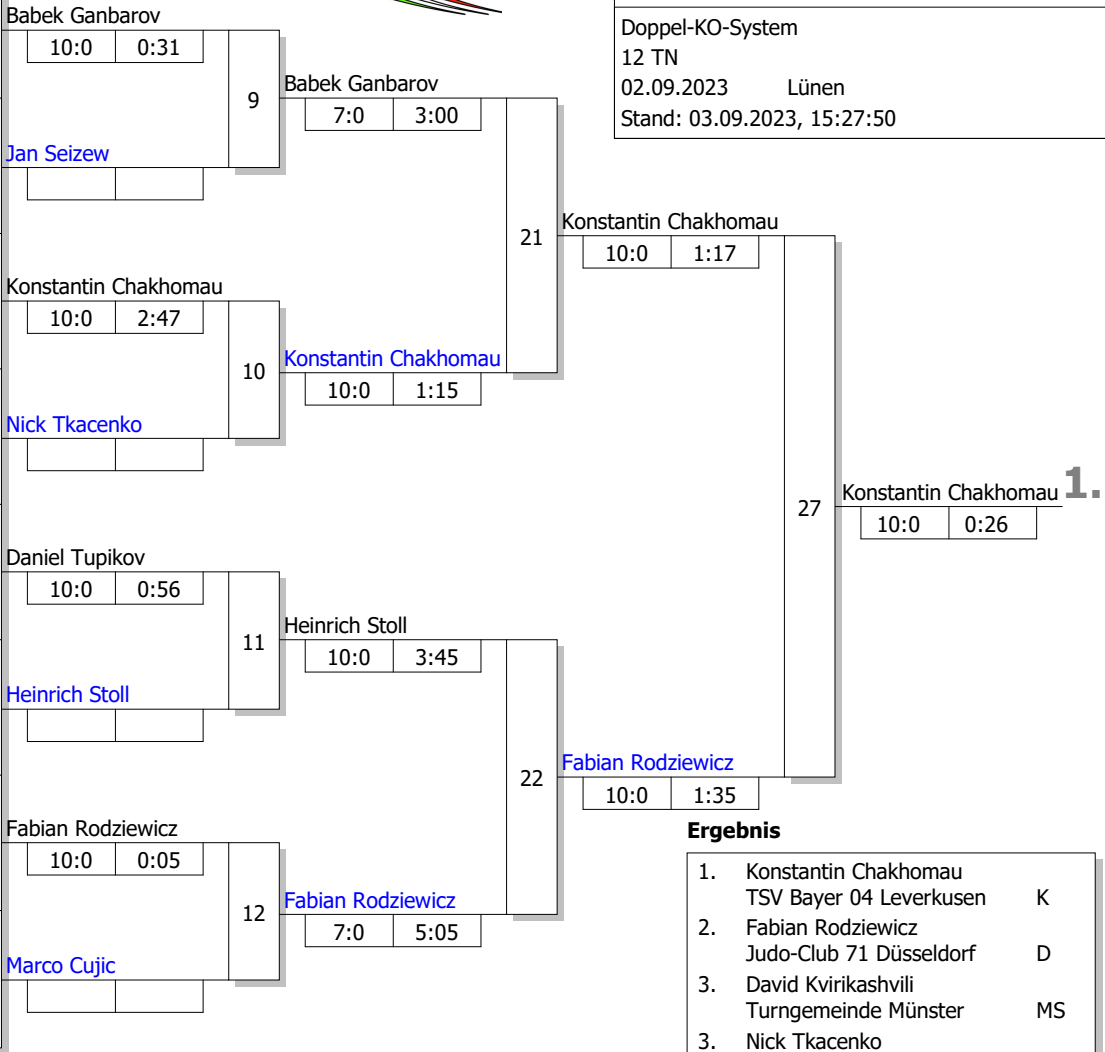 Doppel-KO-System
12 TN
02.09.2023 Lünen
Stand: 03.09.2023, 15:27:50
Babek Ganbarov
10:0 0:31
9
Jan Seizew
Babek Ganbarov
7:0 3:00
21
Konstantin Chakhomau
10:0 1:17
Konstantin Chakhomau
10:0 2:47
10
Konstantin Chakhomau
10:0 1:15
Nick Tkacenko
27
Konstantin Chakhomau 1.
10:0 0:26
Daniel Tupikov
10:0 0:56
11
Heinrich Stoll
10:0 3:45
Heinrich Stoll
22
Fabian Rodziewicz
10:0 1:35
Fabian Rodziewicz
10:0 0:05
12
Fabian Rodziewicz
7:0 5:05
Marco Cujic
Ergebnis
1. Konstantin Chakhomau
TSV Bayer 04 Leverkusen K
2. Fabian Rodziewicz
Judo-Club 71 Düsseldorf D
3. David Kvirikashvili
Turngemeinde Münster MS
3. Nick Tkacenko